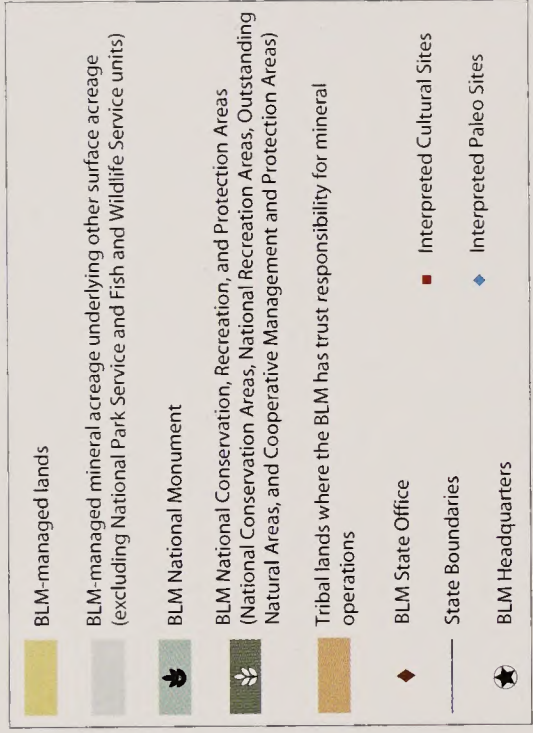 BLM-managed lands
BLM-managed mineral acreage underlying other surface acreage
(excluding National Park Service and Fish and Wildlife Service units)
BLM National Monument
BLM National Conservation, Recreation, and Protection Areas
(National Conservation Areas, National Recreation Areas, Outstanding
Natural Areas, and Cooperative Management and Protection Areas)
Tribal lands where the BLM has trust responsibility for mineral
operations
BLM State Office
State Boundaries
BLM Headquarters
Interpreted Cultural Sites
Interpreted Paleo Sites